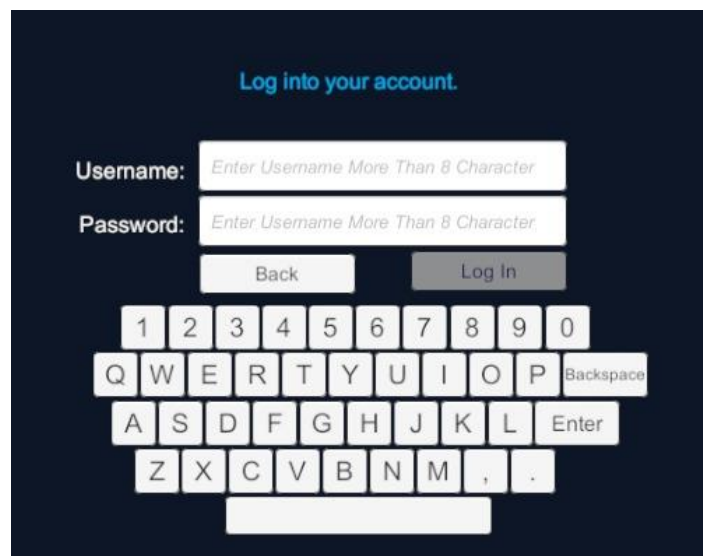 Log into your account.
Username: Enter Username More Than 8 Character
Password: Enter Username More Than 8 Character
Back Log In
1 2 3 4 5 6 7 8 9 0
Q W E R T Y U I O P Backspace
A S D F G H J K L Enter
Z X C V B N M , .